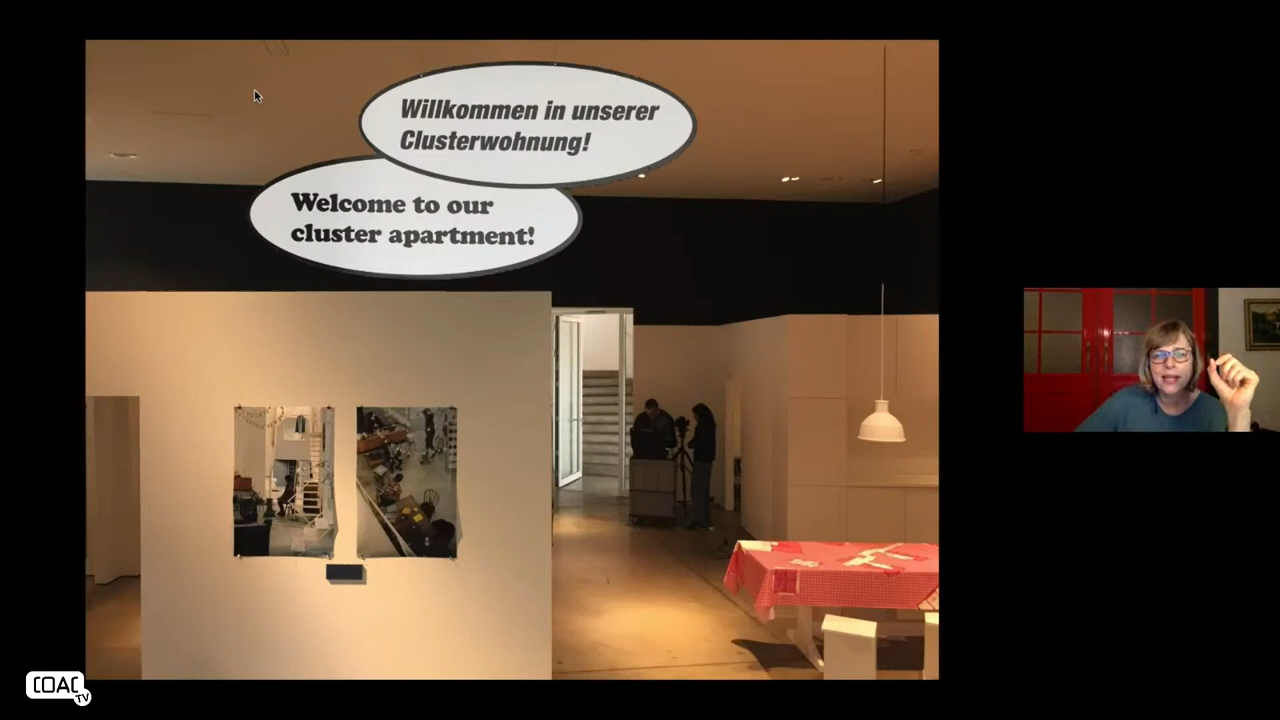 Willkommen in unserer
Clusterwohnung!
Welcome to our
cluster apartment!
COAC
TV